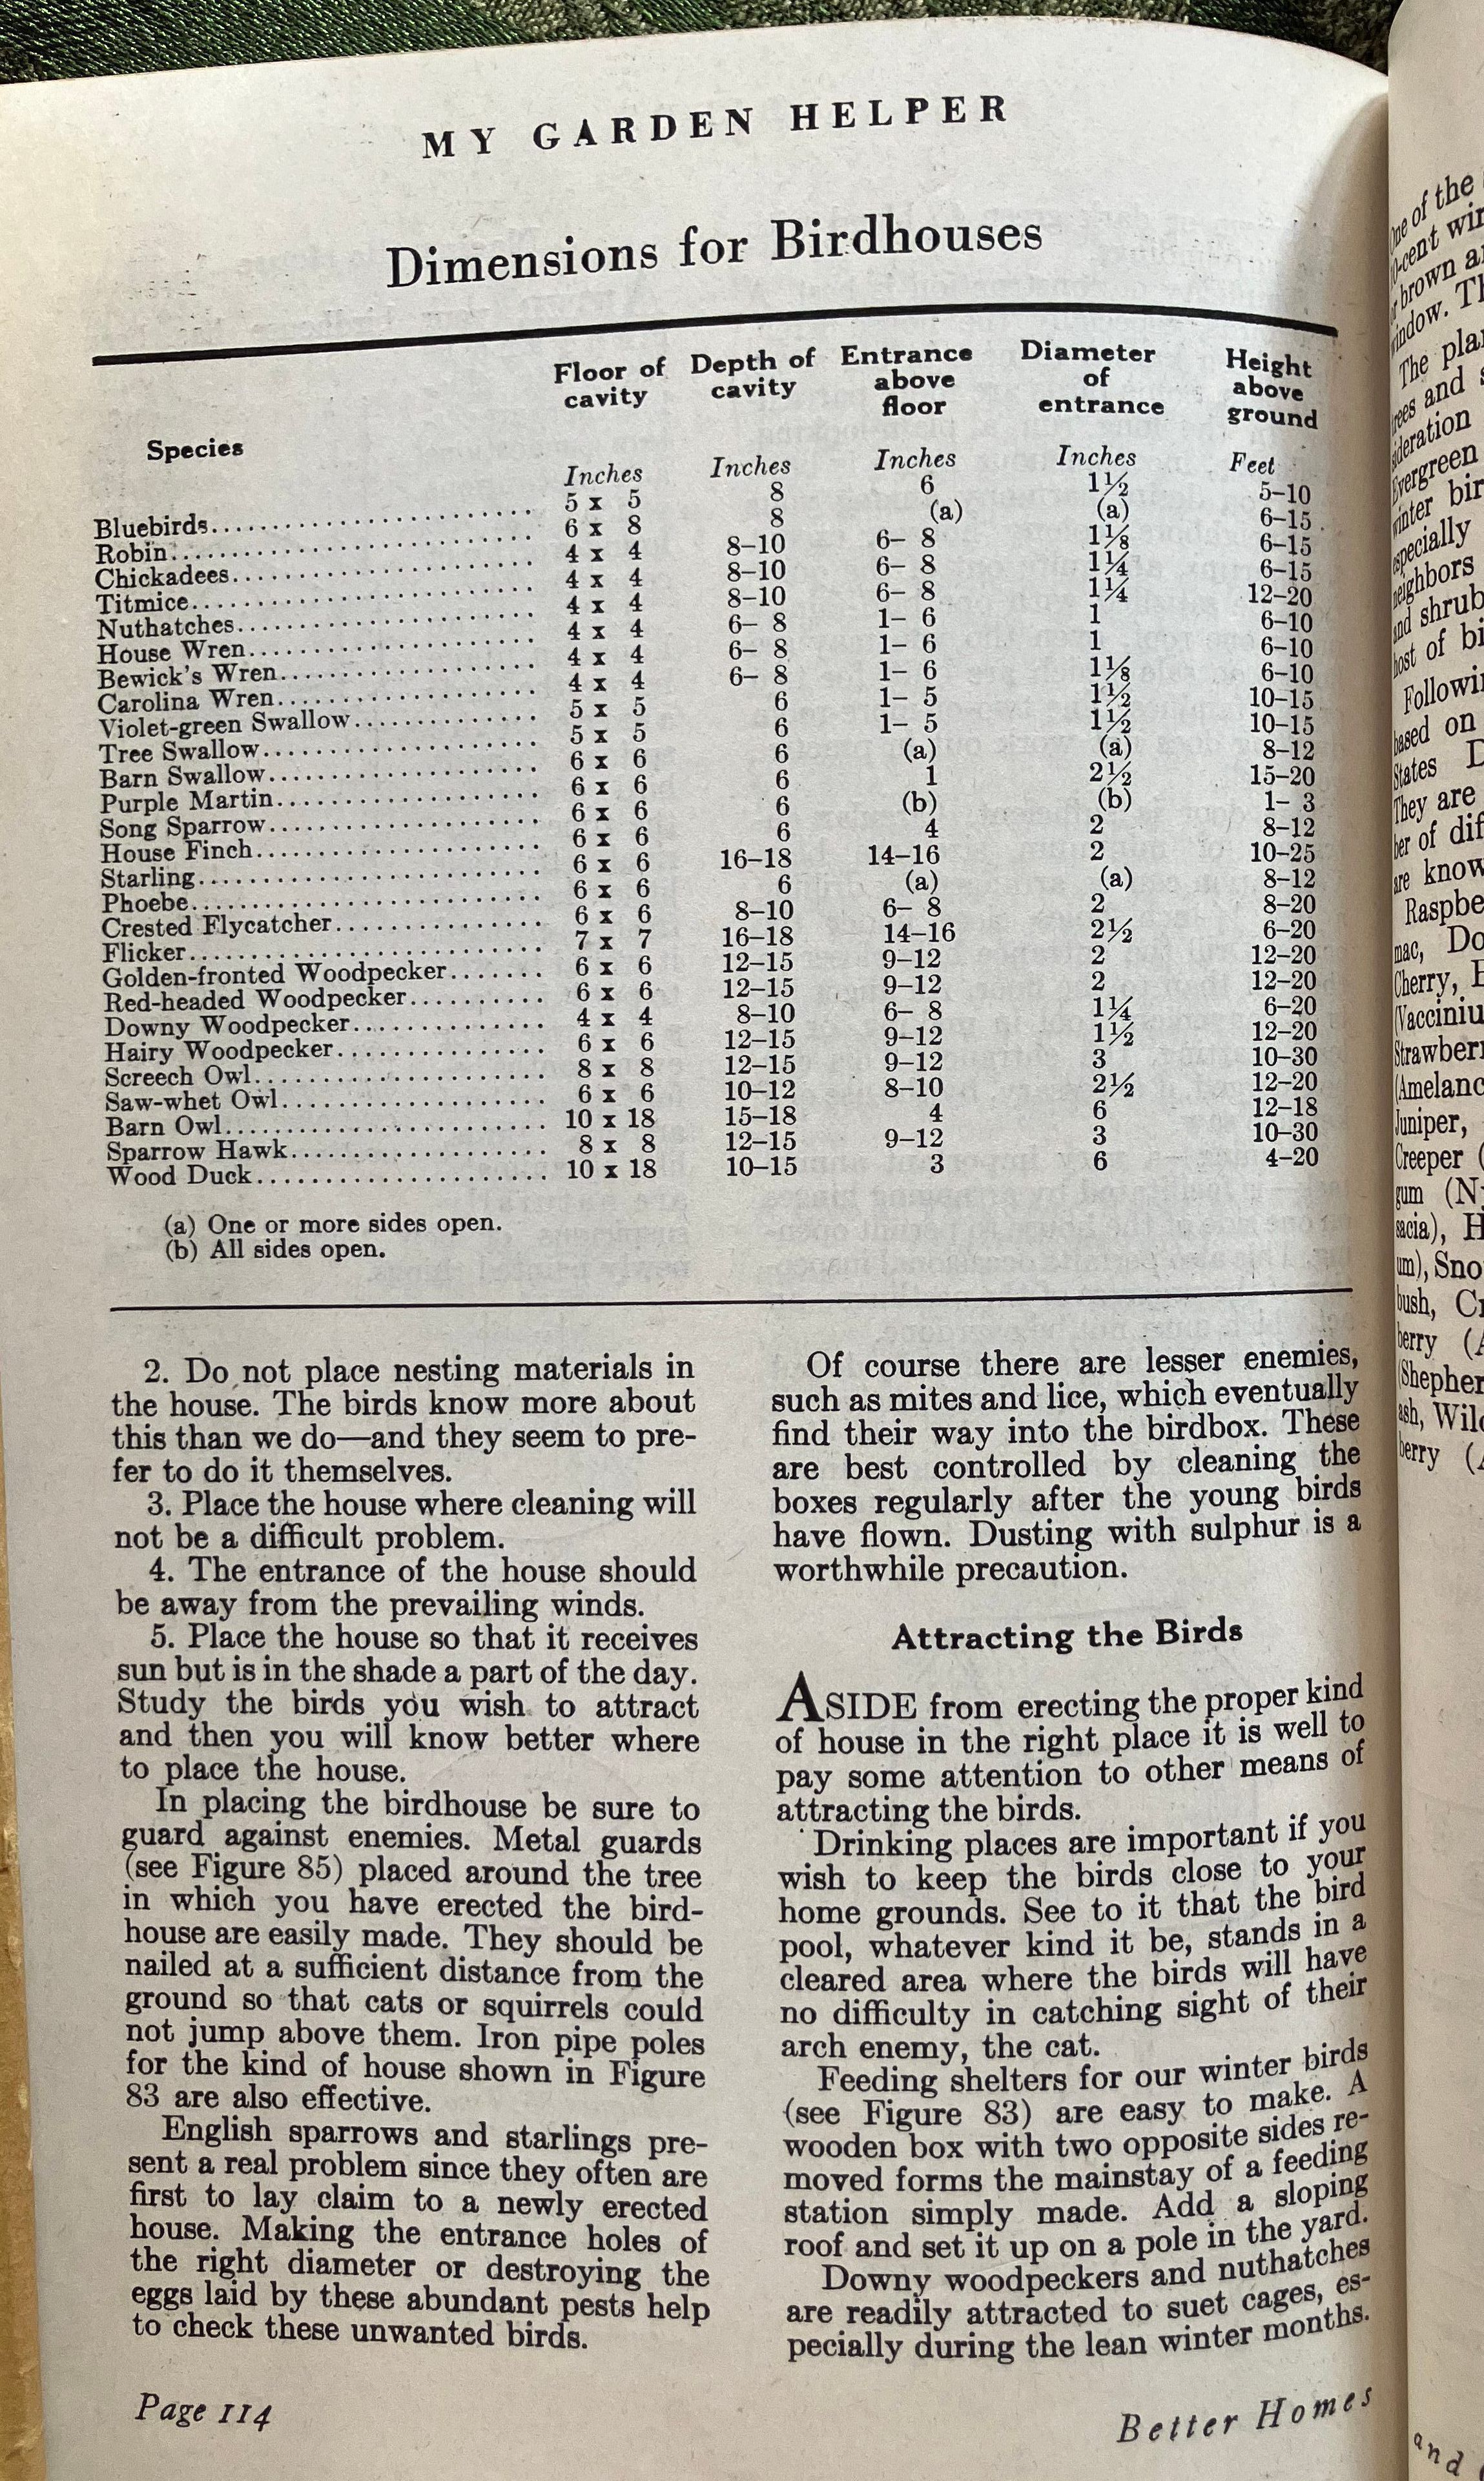 MY GARDEN HELPER
Dimensions for Birdhouses
Species Floor of cavity Depth of cavity Entrance above floor Diameter of entrance Height above ground
Inches Inches Inches Inches Feet
Bluebirds 5 x 5 8 6 1½ 5–10
Robin 6 x 8 8 (a) (a) 6–15
Chickadees 4 x 4 8–10 6– 8 1⅛ 6–15
Titmice 4 x 4 8–10 6– 8 1¼ 6–15
Nuthatches 4 x 4 8–10 6– 8 1¼ 12–20
House Wren 4 x 4 6– 8 1– 6 1 6–10
Bewick's Wren 4 x 4 6– 8 1– 6 1 6–10
Carolina Wren 4 x 4 6– 8 1– 6 1⅛ 6–10
Violet-green Swallow 5 x 5 6 1– 5 1½ 10–15
Tree Swallow 5 x 5 6 1– 5 1½ 10–15
Barn Swallow 6 x 6 6 (a) (a) 8–12
Purple Martin 6 x 6 6 1 2½ 15–20
Song Sparrow 6 x 6 6 (b) (b) 1– 3
House Finch 6 x 6 6 4 2 8–12
Starling 6 x 6 16–18 14–16 2 10–25
Phoebe 6 x 6 6 (a) (a) 8–12
Crested Flycatcher 6 x 6 8–10 6– 8 2 8–20
Flicker 7 x 7 16–18 14–16 2½ 6–20
Golden-fronted Woodpecker 6 x 6 12–15 9–12 2 12–20
Red-headed Woodpecker 6 x 6 12–15 9–12 2 12–20
Downy Woodpecker 4 x 4 8–10 6– 8 1¼ 6–20
Hairy Woodpecker 6 x 6 12–15 9–12 1½ 12–20
Screech Owl 8 x 8 12–15 9–12 3 10–30
Saw-whet Owl 6 x 6 10–12 8–10 2½ 12–20
Barn Owl 10 x 18 15–18 4 6 12–18
Sparrow Hawk 8 x 8 12–15 9–12 3 10–30
Wood Duck 10 x 18 10–15 3 6 4–20
(a) One or more sides open.
(b) All sides open.
2. Do not place nesting materials in
the house. The birds know more about
this than we do—and they seem to pre-
fer to do it themselves.
3. Place the house where cleaning will
not be a difficult problem.
4. The entrance of the house should
be away from the prevailing winds.
5. Place the house so that it receives
sun but is in the shade a part of the day.
Study the birds you wish to attract
and then you will know better where
to place the house.
In placing the birdhouse be sure to
guard against enemies. Metal guards
(see Figure 85) placed around the tree
in which you have erected the bird-
house are easily made. They should be
nailed at a sufficient distance from the
ground so that cats or squirrels could
not jump above them. Iron pipe poles
for the kind of house shown in Figure
83 are also effective.
English sparrows and starlings pre-
sent a real problem since they often are
first to lay claim to a newly erected
house. Making the entrance holes of
the right diameter or destroying the
eggs laid by these abundant pests help
to check these unwanted birds.
Of course there are lesser enemies,
such as mites and lice, which eventually
find their way into the birdbox. These
are best controlled by cleaning the
boxes regularly after the young birds
have flown. Dusting with sulphur is a
worthwhile precaution.
Attracting the Birds
ASIDE from erecting the proper kind
of house in the right place it is well to
pay some attention to other means of
attracting the birds.
Drinking places are important if you
wish to keep the birds close to your
home grounds. See to it that the bird
pool, whatever kind it be, stands in a
cleared area where the birds will have
no difficulty in catching sight of their
arch enemy, the cat.
Feeding shelters for our winter birds
(see Figure 83) are easy to make. A
wooden box with two opposite sides re-
moved forms the mainstay of a feeding
station simply made. Add a sloping
roof and set it up on a pole in the yard.
Downy woodpeckers and nuthatches
are readily attracted to suet cages, es-
pecially during the lean winter months.
Page 114
Better Homes
of the
brown
The
and
winter
especially
neighbors
and shrub
of
based on
States
They are
of
are
Cherry,
Juniper,
Creeper
and